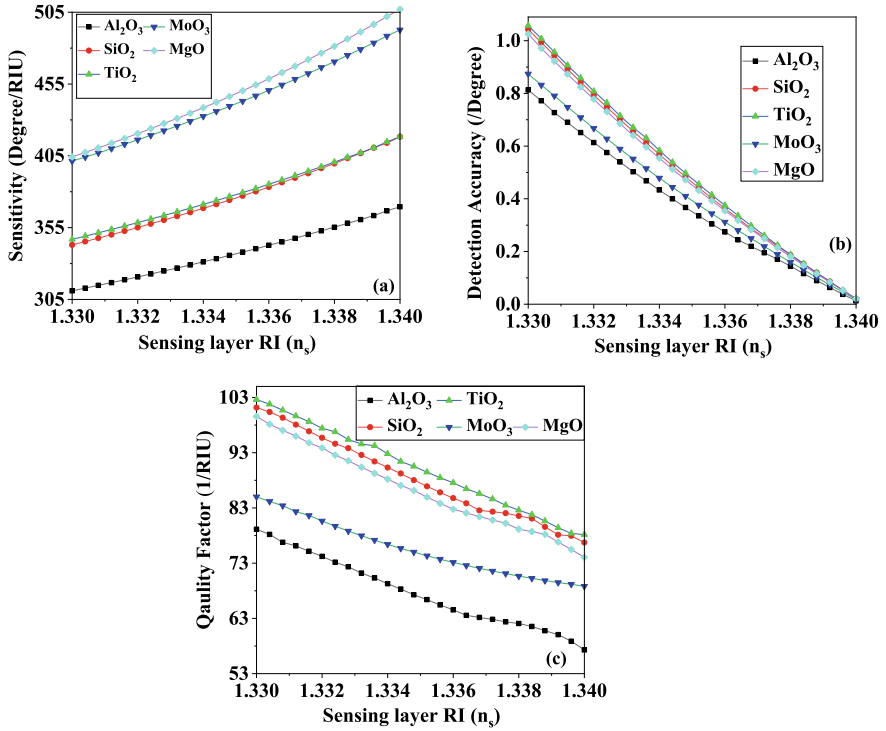 Sensitivity (Degree/RIU)
505
455
405
355
305
Al₂O₃ MoO₃
SiO₂ MgO
TiO₂
(a)
1.330 1.332 1.334 1.336 1.338 1.340
Sensing layer RI (nₛ)
Detection Accuracy (/Degree)
1.0
0.8
0.6
0.4
0.2
0.0
Al₂O₃
SiO₂
TiO₂
MoO₃
MgO
(b)
1.330 1.332 1.334 1.336 1.338 1.340
Sensing layer RI (nₛ)
Qaulity Factor (1/RIU)
103
93
83
73
63
53
Al₂O₃ TiO₂
SiO₂ MoO₃ MgO
(c)
1.330 1.332 1.334 1.336 1.338 1.340
Sensing layer RI (nₛ)